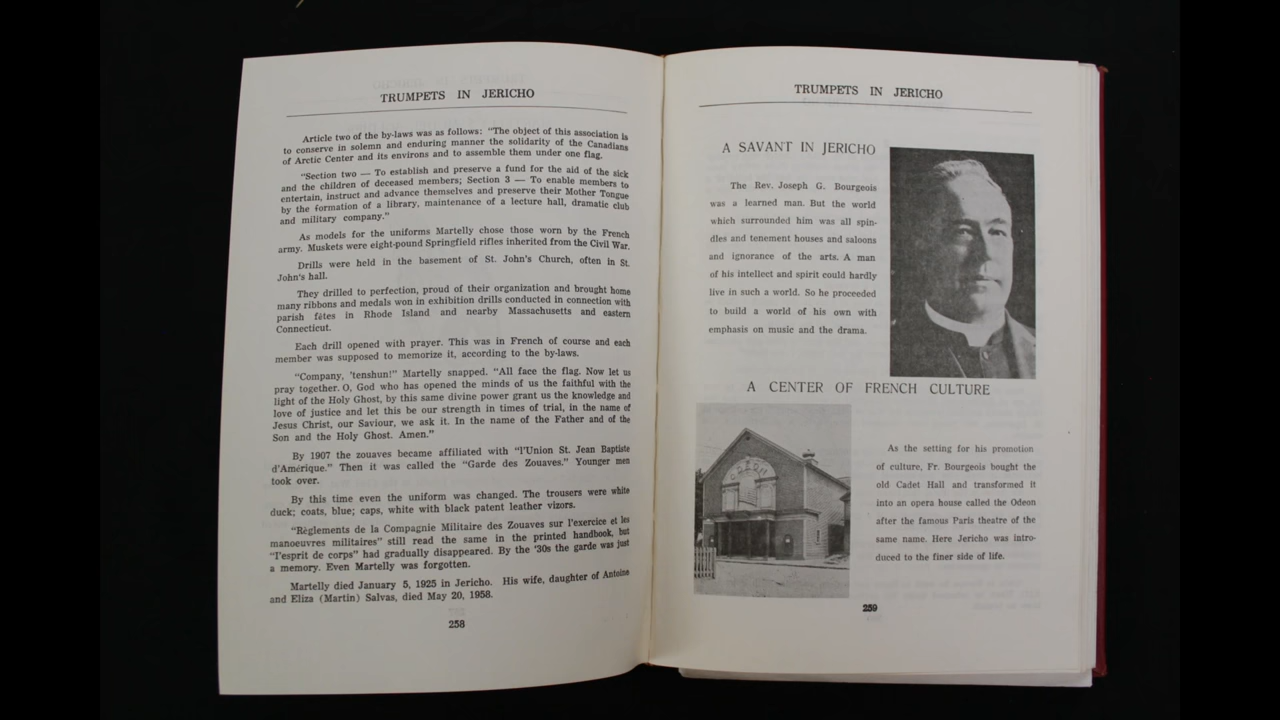 TRUMPETS IN JERICHO
Article two of the by-laws was as follows: "The object of this association is
to conserve in solemn and enduring manner the solidarity of the Canadians
of Arctic Center and its environs and to assemble them under one flag.
"Section two — To establish and preserve a fund for the aid of the sick
and the children of deceased members; Section 3 — To enable members to
entertain, instruct and advance themselves and preserve their Mother Tongue
by the formation of a library, maintenance of a lecture hall, dramatic club
and military company."
As models for the uniforms Martelly chose those worn by the French
army. Muskets were eight-pound Springfield rifles inherited from the Civil War.
Drills were held in the basement of St. John's Church, often in St.
John's hall.
They drilled to perfection, proud of their organization and brought home
many ribbons and medals won in exhibition drills conducted in connection with
parish fêtes in Rhode Island and nearby Massachusetts and eastern
Connecticut.
Each drill opened with prayer. This was in French of course and each
member was supposed to memorize it, according to the by-laws.
"Company, 'tenshun!" Martelly snapped. "All face the flag. Now let us
pray together. O, God who has opened the minds of us the faithful with the
light of the Holy Ghost, by this same divine power grant us the knowledge and
love of justice and let this be our strength in times of trial, in the name of
Jesus Christ, our Saviour, we ask it. In the name of the Father and of the
Son and the Holy Ghost. Amen."
By 1907 the zouaves became affiliated with "l'Union St. Jean Baptiste
d'Amérique." Then it was called the "Garde des Zouaves." Younger men
took over.
By this time even the uniform was changed. The trousers were white
duck; coats, blue; caps, white with black patent leather vizors.
"Règlements de la Compagnie Militaire des Zouaves sur l'exercice et les
manoeuvres militaires" still read the same in the printed handbook, but
"l'esprit de corps" had gradually disappeared. By the '30s the garde was just
a memory. Even Martelly was forgotten.
Martelly died January 5, 1925 in Jericho. His wife, daughter of Antoine
and Eliza (Martin) Salvas, died May 20, 1958.
258
TRUMPETS IN JERICHO
A SAVANT IN JERICHO
The Rev. Joseph G. Bourgeois
was a learned man. But the world
which surrounded him was all spin-
dles and tenement houses and saloons
and ignorance of the arts. A man
of his intellect and spirit could hardly
live in such a world. So he proceeded
to build a world of his own with
emphasis on music and the drama.
A CENTER OF FRENCH CULTURE
ODEON
As the setting for his promotion
of culture, Fr. Bourgeois bought the
old Cadet Hall and transformed it
into an opera house called the Odeon
after the famous Paris theatre of the
same name. Here Jericho was intro-
duced to the finer side of life.
259